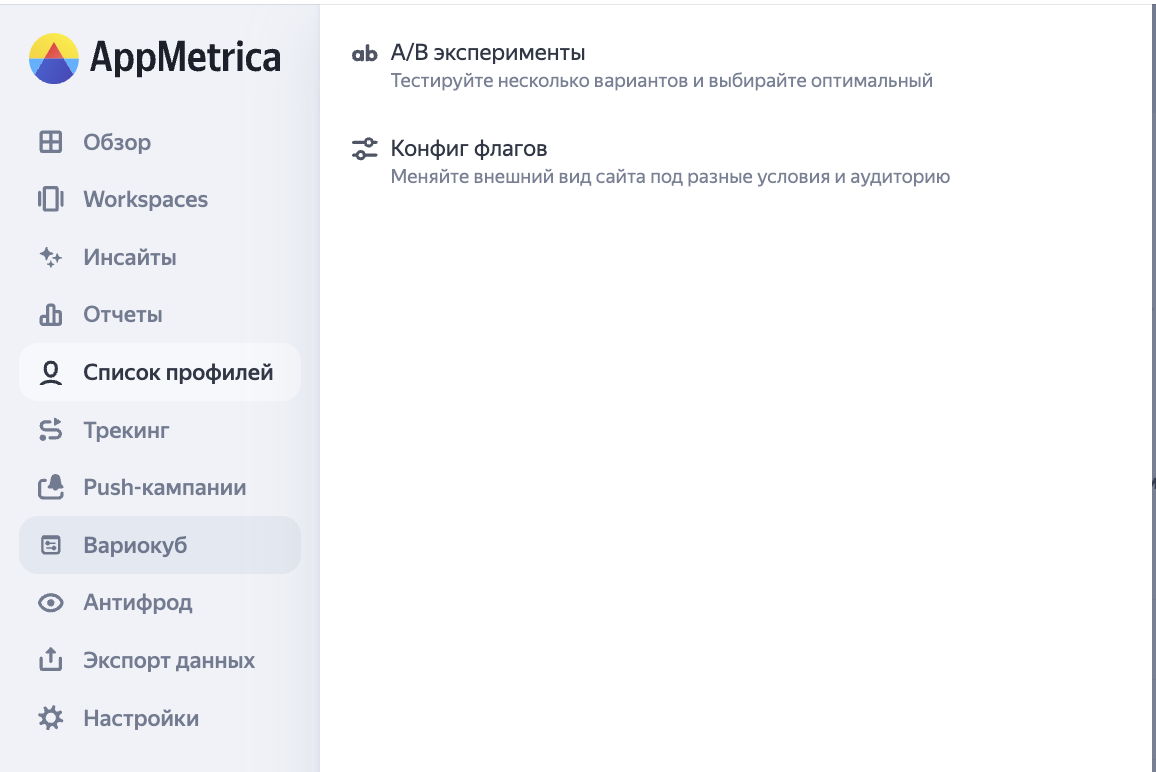 AppMetrica
Обзор
Workspaces
Инсайты
Отчеты
Список профилей
Трекинг
Push-кампании
Вариокуб
Антифрод
Экспорт данных
Настройки
ab A/B эксперименты
Тестируйте несколько вариантов и выбирайте оптимальный
Конфиг флагов
Меняйте внешний вид сайта под разные условия и аудиторию